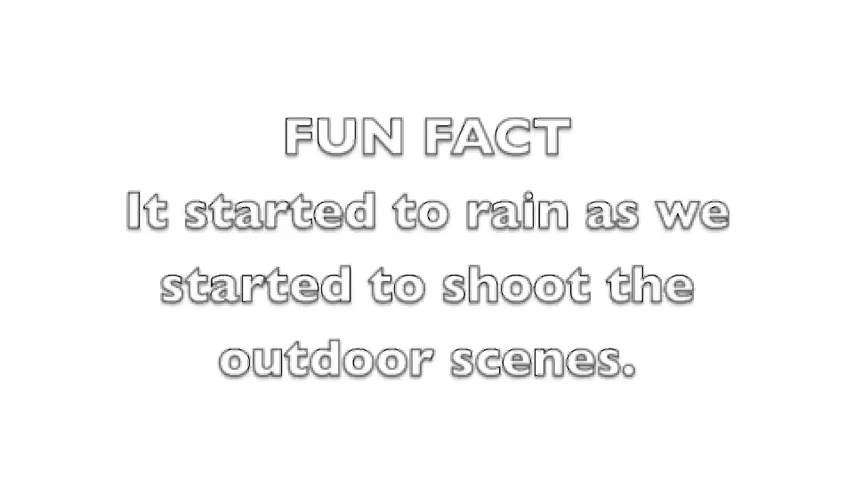 FUN FACT
It started to rain as we
started to shoot the
outdoor scenes.